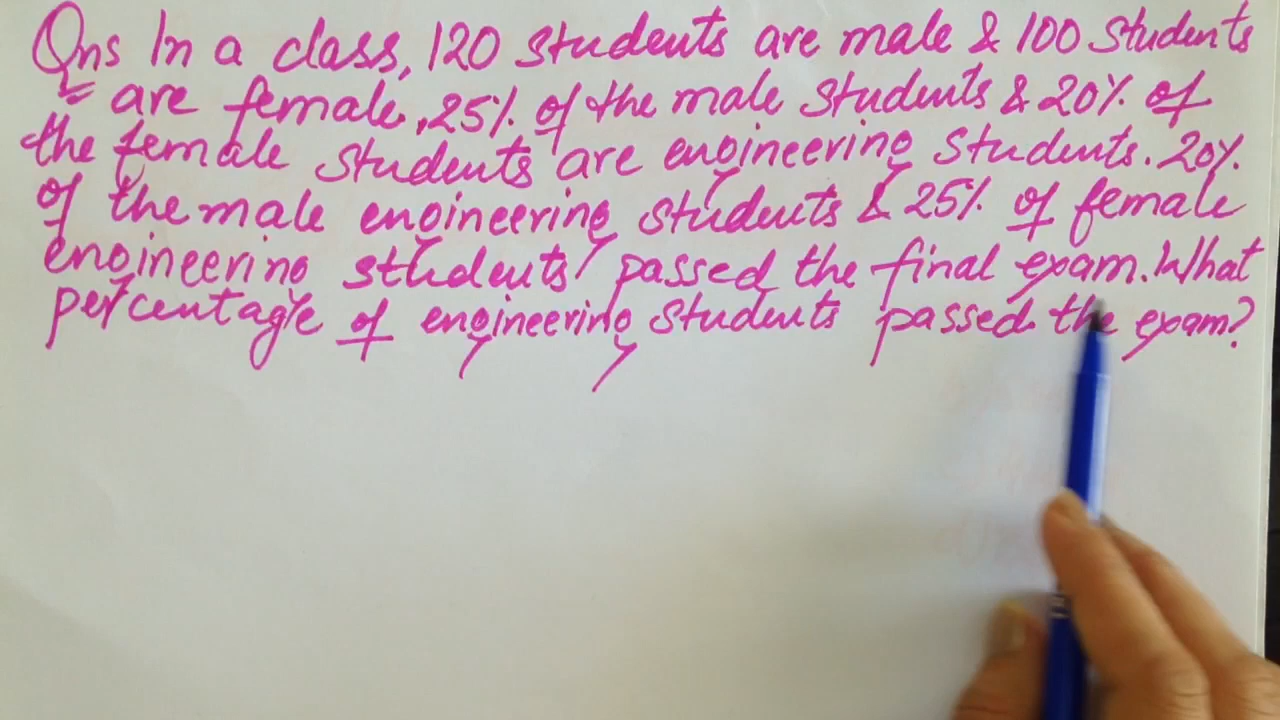 Qns In a class, 120 students are male & 100 students
are female. 25% of the male students & 20% of
the female students are engineering students. 20%
of the male engineering students & 25% of female
engineering students passed the final exam. What
percentage of engineering students passed the exam?